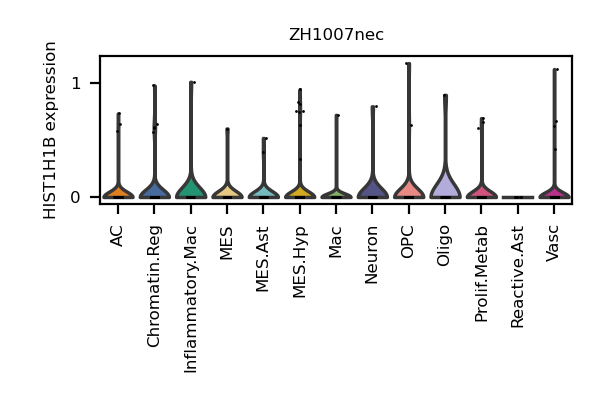 ZH1007nec
HIST1H1B expression
1
0
AC
Chromatin.Reg
Inflammatory.Mac
MES
MES.Ast
MES.Hyp
Mac
Neuron
OPC
Oligo
Prolif.Metab
Reactive.Ast
Vasc